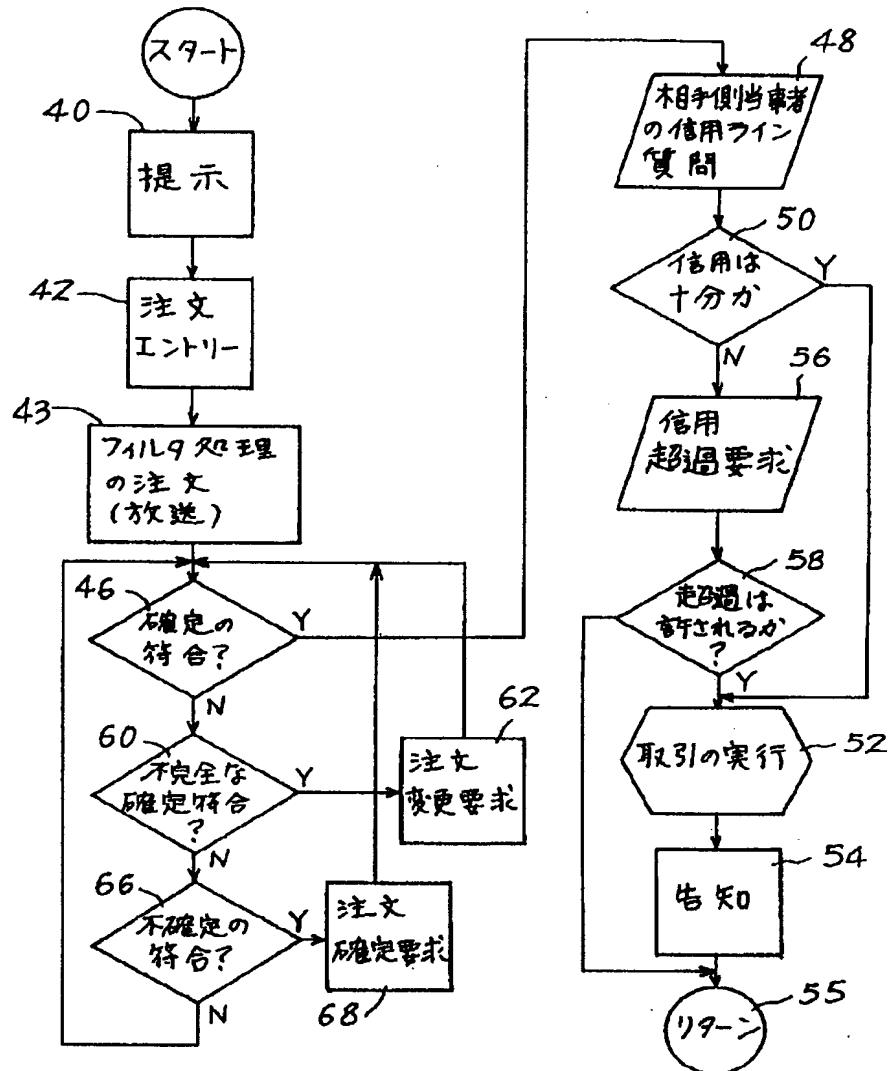 スタート
40
提示
42
注文
エントリー
43
フィルタ処理
の注文
(放送)
46
確定の
符合?
Y
N
60
不完全な
確定符合
?
Y
N
62
注文
変更要求
66
不確定の
符合?
Y
N
注文
確定要求
68
48
相手側当事者
の信用ライン
質問
50
信用は
十分か
Y
N
56
信用
超過要求
58
超過は
許されるか
?
Y
取引の実行
52
54
告知
55
リターン